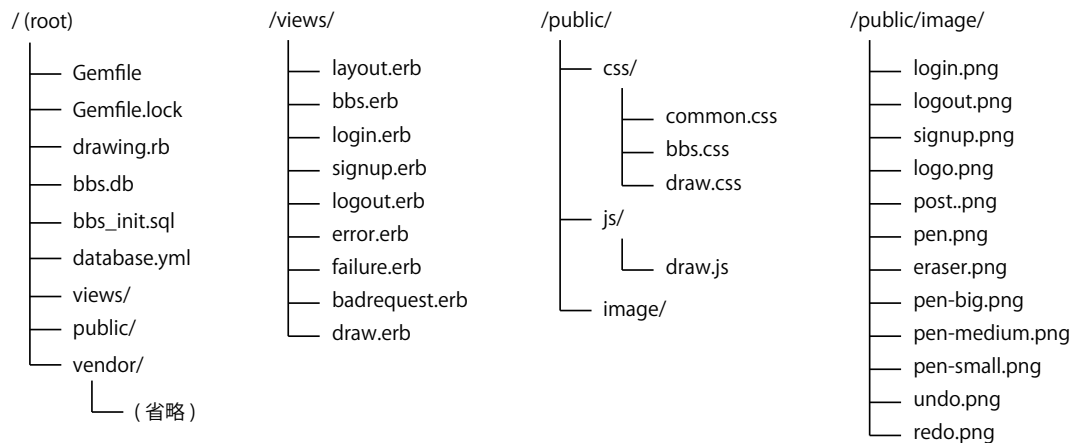 / (root)
Gemfile
Gemfile.lock
drawing.rb
bbs.db
bbs_init.sql
database.yml
views/
public/
vendor/
( 省略 )
/views/
layout.erb
bbs.erb
login.erb
signup.erb
logout.erb
error.erb
failure.erb
badrequest.erb
draw.erb
/public/
css/
common.css
bbs.css
draw.css
js/
draw.js
image/
/public/image/
login.png
logout.png
signup.png
logo.png
post..png
pen.png
eraser.png
pen-big.png
pen-medium.png
pen-small.png
undo.png
redo.png